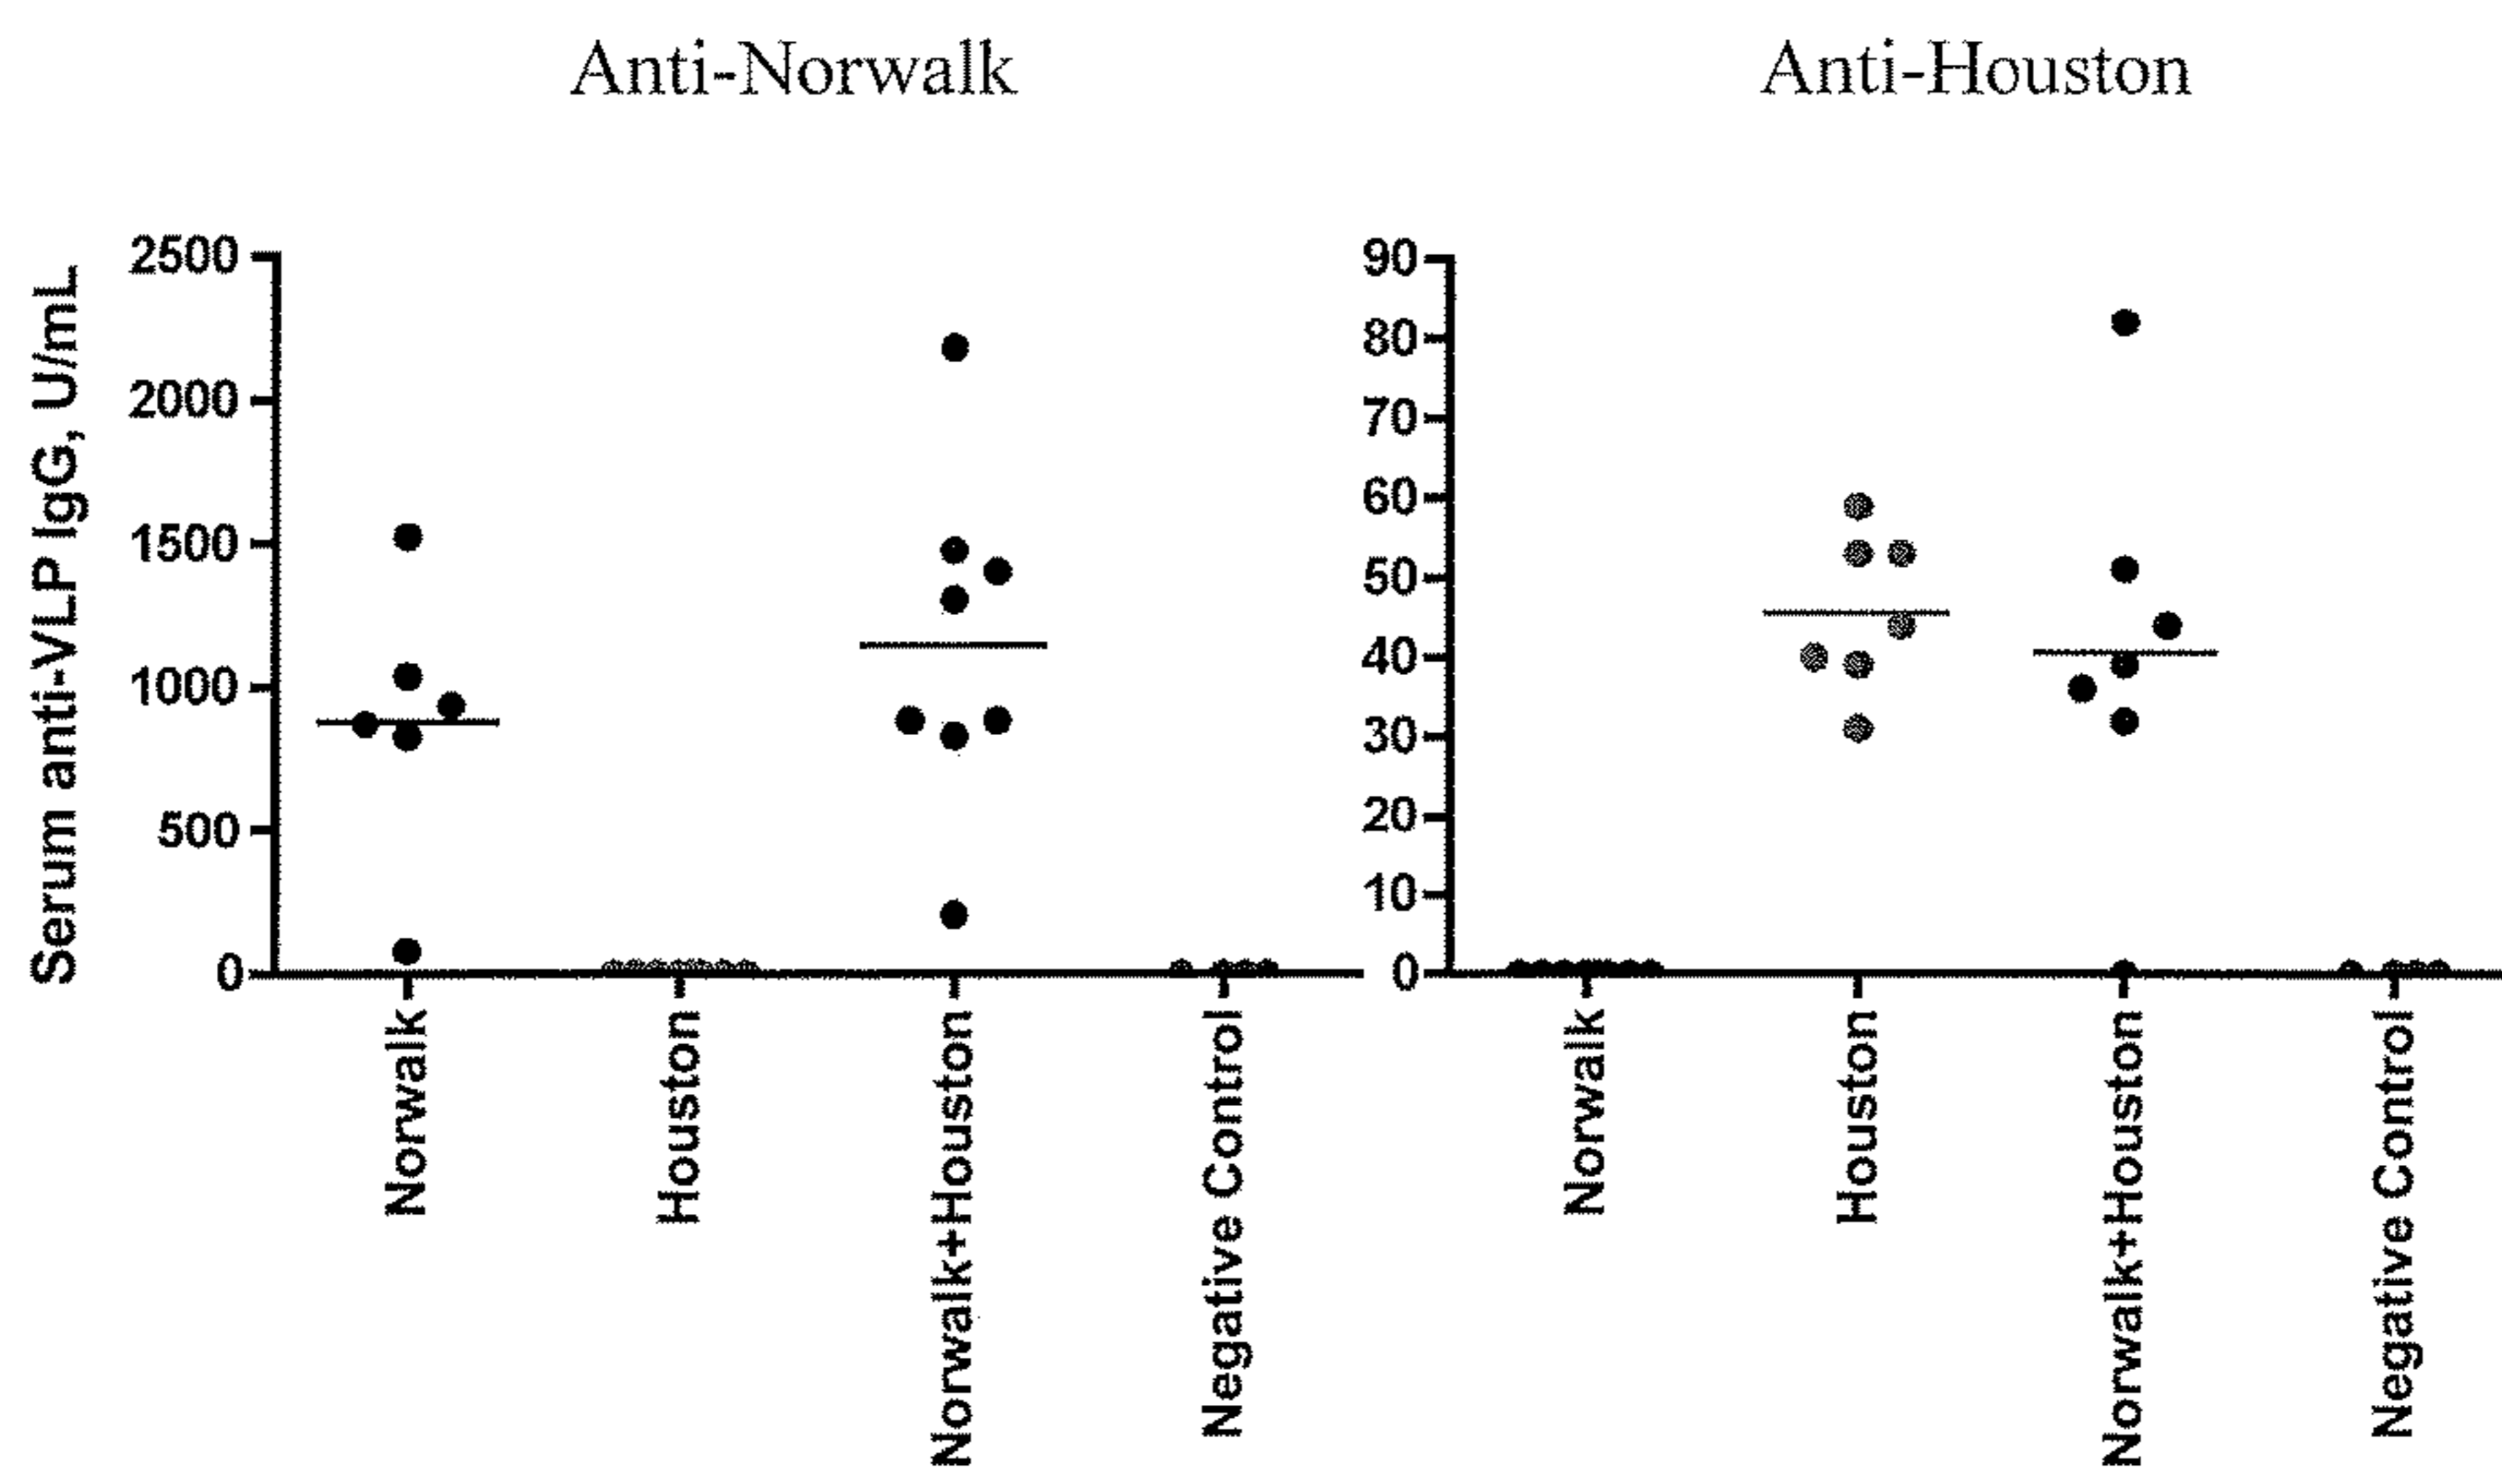 Anti-Norwalk
Anti-Houston
Serum anti-VLP IgG, U/mL
2500
2000
1500
1000
500
0
Norwalk
Houston
Norwalk+Houston
Negative Control
90
80
70
60
50
40
30
20
10
0
Norwalk
Houston
Norwalk+Houston
Negative Control